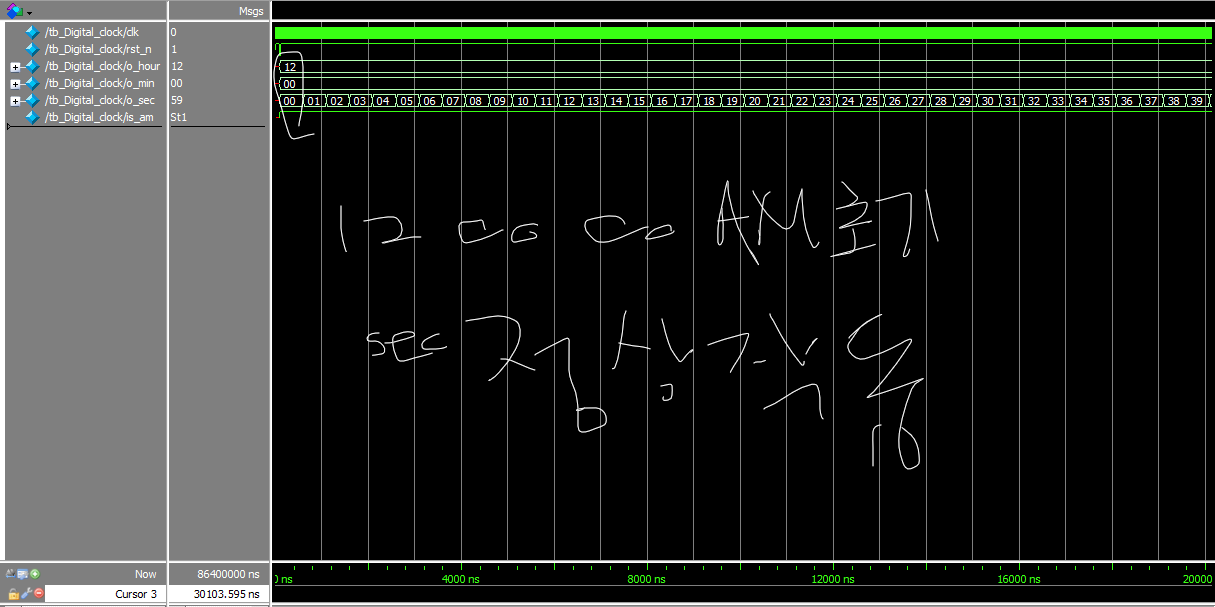 Msgs
/tb_Digital_clock/clk 0
/tb_Digital_clock/rst_n 1
/tb_Digital_clock/o_hour 12 12
/tb_Digital_clock/o_min 00 00
/tb_Digital_clock/o_sec 59 00 01 02 03 04 05 06 07 08 09 10 11 12 13 14 15 16 17 18 19 20 21 22 23 24 25 26 27 28 29 30 31 32 33 34 35 36 37 38 39
/tb_Digital_clock/is_am St1
12 00 00 AM 초기
sec
Now 86400000 ns
Cursor 3 30103.595 ns
ns 4000 ns 8000 ns 12000 ns 16000 ns 20000